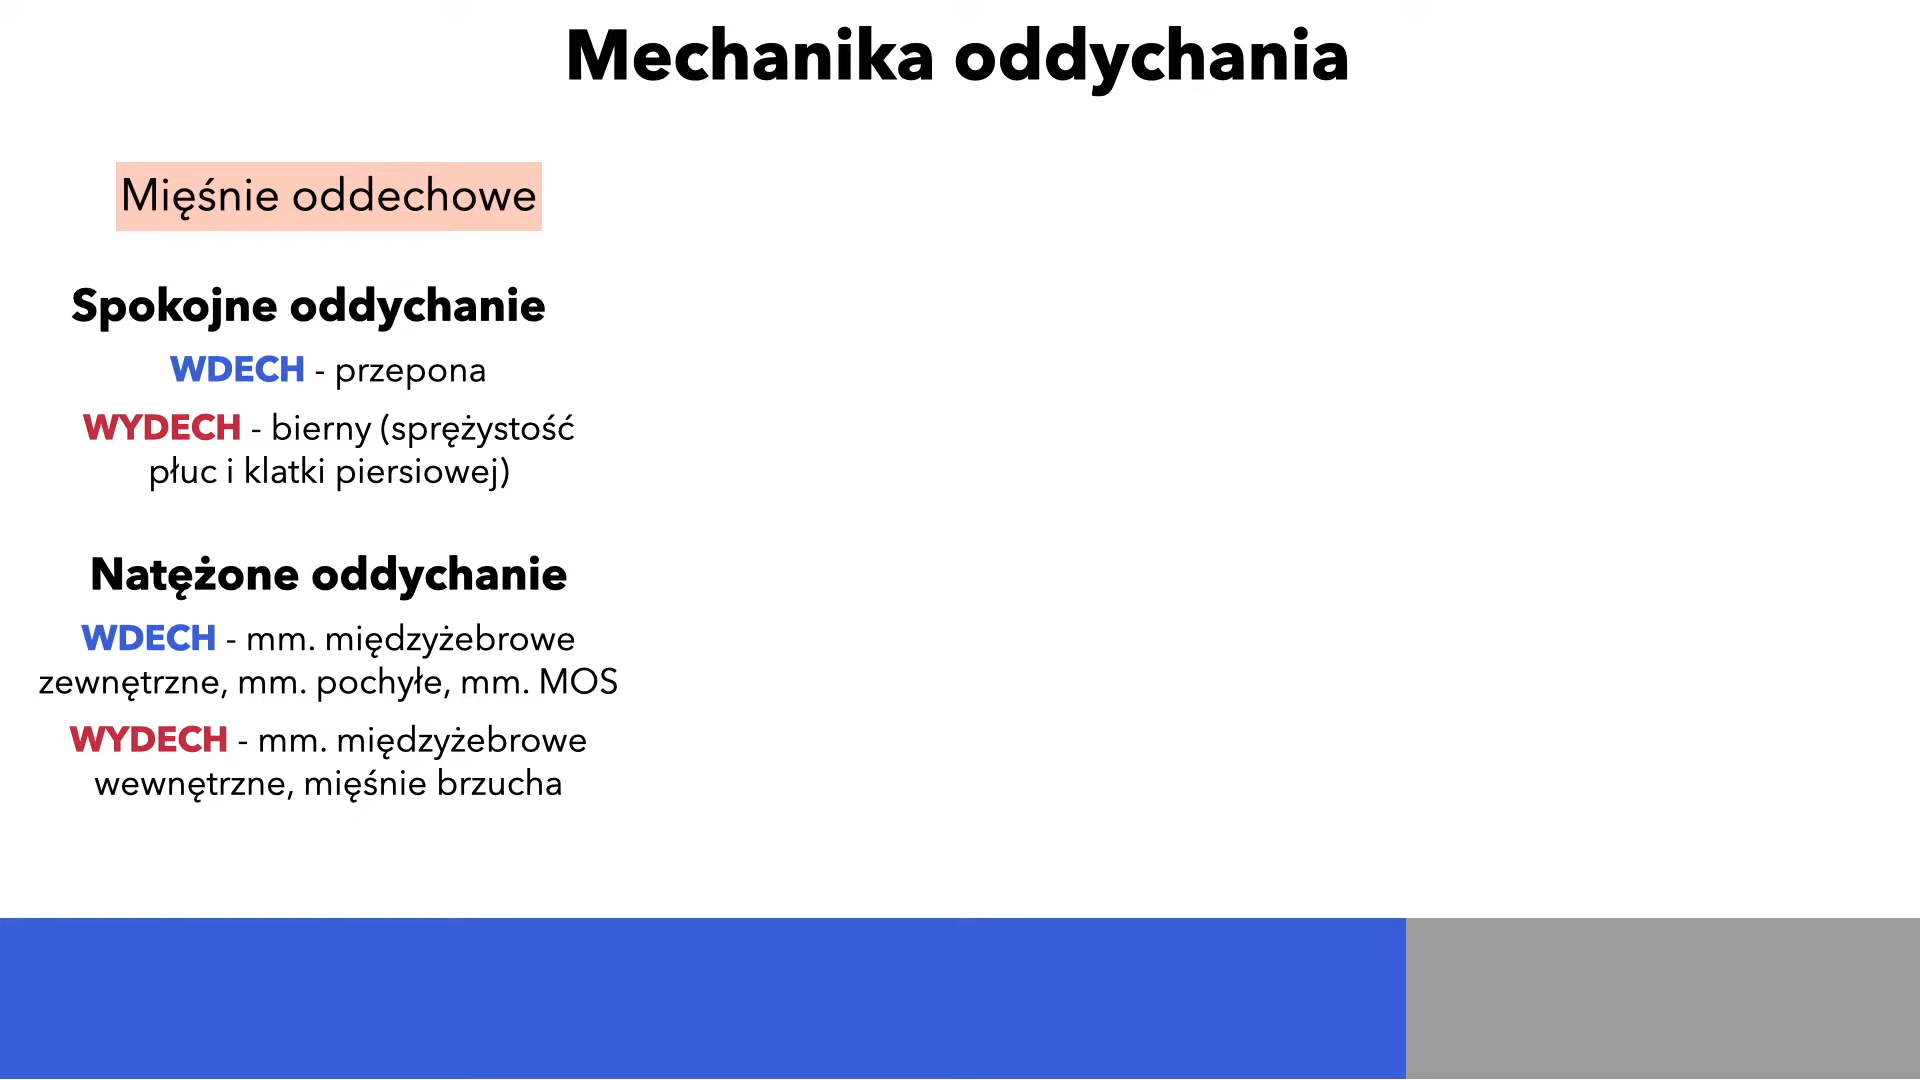 Mechanika oddychania
Mięśnie oddechowe
Spokojne oddychanie
WDECH - przepona
WYDECH - bierny (sprężystość
płuc i klatki piersiowej)
Natężone oddychanie
WDECH - mm. międzyżebrowe
zewnętrzne, mm. pochyłe, mm. MOS
WYDECH - mm. międzyżebrowe
wewnętrzne, mięśnie brzucha